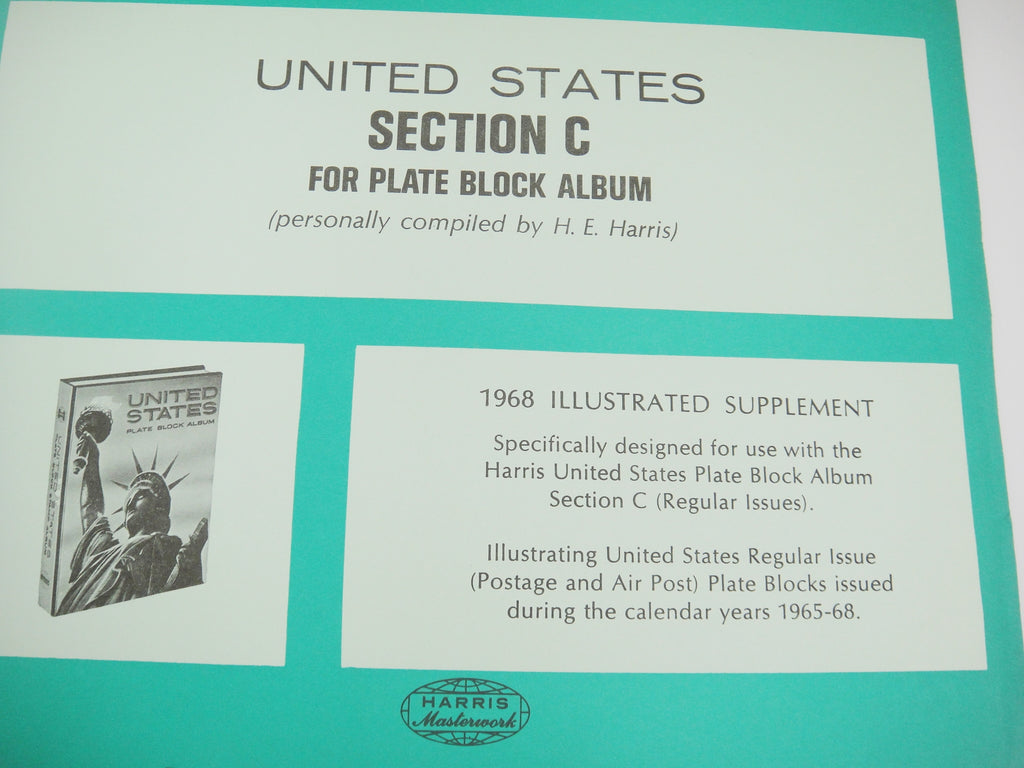 UNITED STATES
SECTION C
FOR PLATE BLOCK ALBUM
(personally compiled by H. E. Harris)
UNITED
STATES
PLATE BLOCK ALBUM
1968 ILLUSTRATED SUPPLEMENT
Specifically designed for use with the
Harris United States Plate Block Album
Section C (Regular Issues).
Illustrating United States Regular Issue
(Postage and Air Post) Plate Blocks issued
during the calendar years 1965-68.
HARRIS
Masterwork